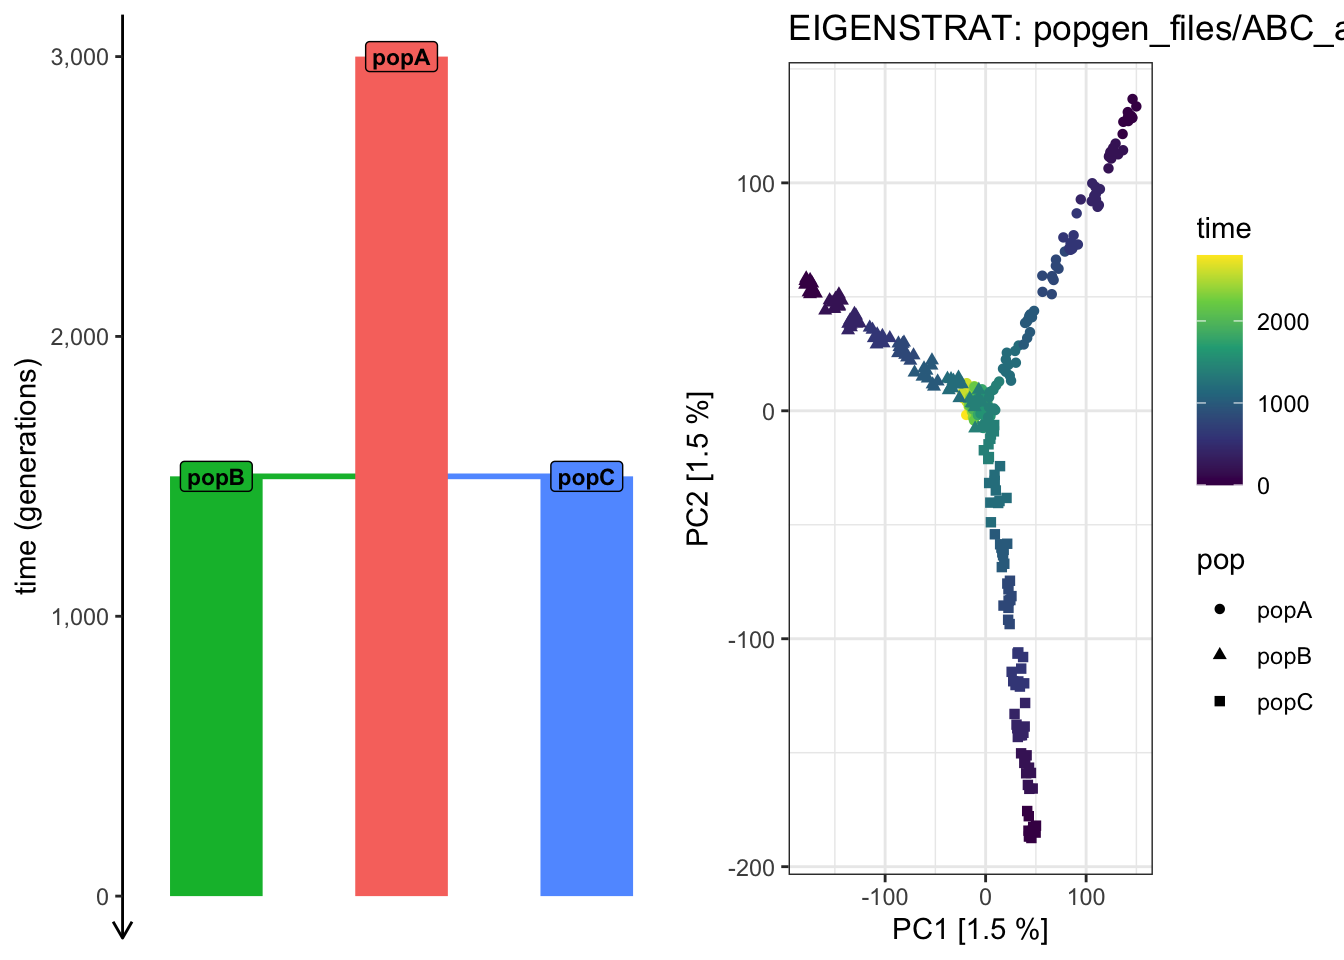 3,000
2,000
1,000
0
time (generations)
popA
popB
popC
EIGENSTRAT: popgen_files/ABC_a
100
0
-100
-200
PC2 [1.5 %]
-100
0
100
PC1 [1.5 %]
time
2000
1000
0
pop
popA
popB
popC